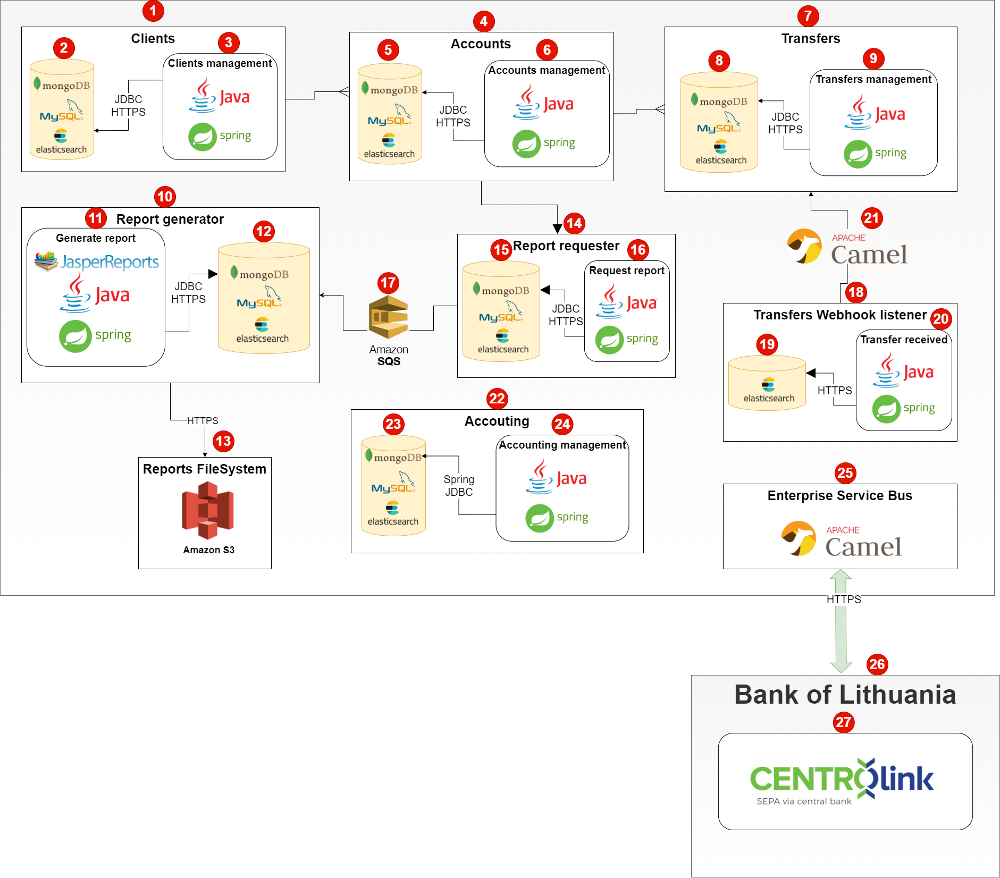 1
Clients
2
mongoDB
MySQL
elasticsearch
JDBC
HTTPS
3
Clients management
Java
spring
4
Accounts
5
mongoDB
MySQL
elasticsearch
JDBC
HTTPS
6
Accounts management
Java
spring
7
Transfers
8
mongoDB
MySQL
elasticsearch
JDBC
HTTPS
9
Transfers management
Java
spring
10
Report generator
11
Generate report
JasperReports
Java
spring
JDBC
HTTPS
12
mongoDB
MySQL
elasticsearch
17
Amazon
SQS
14
Report requester
15
mongoDB
MySQL
elasticsearch
JDBC
HTTPS
16
Request report
Java
spring
21
APACHE
Camel
18
Transfers Webhook listener
19
elasticsearch
HTTPS
20
Transfer received
Java
spring
HTTPS
13
Reports FileSystem
Amazon S3
22
Accouting
23
mongoDB
MySQL
elasticsearch
Spring
JDBC
24
Accounting management
Java
spring
25
Enterprise Service Bus
APACHE
Camel
HTTPS
26
Bank of Lithuania
27
CENTROlink
SEPA via central bank